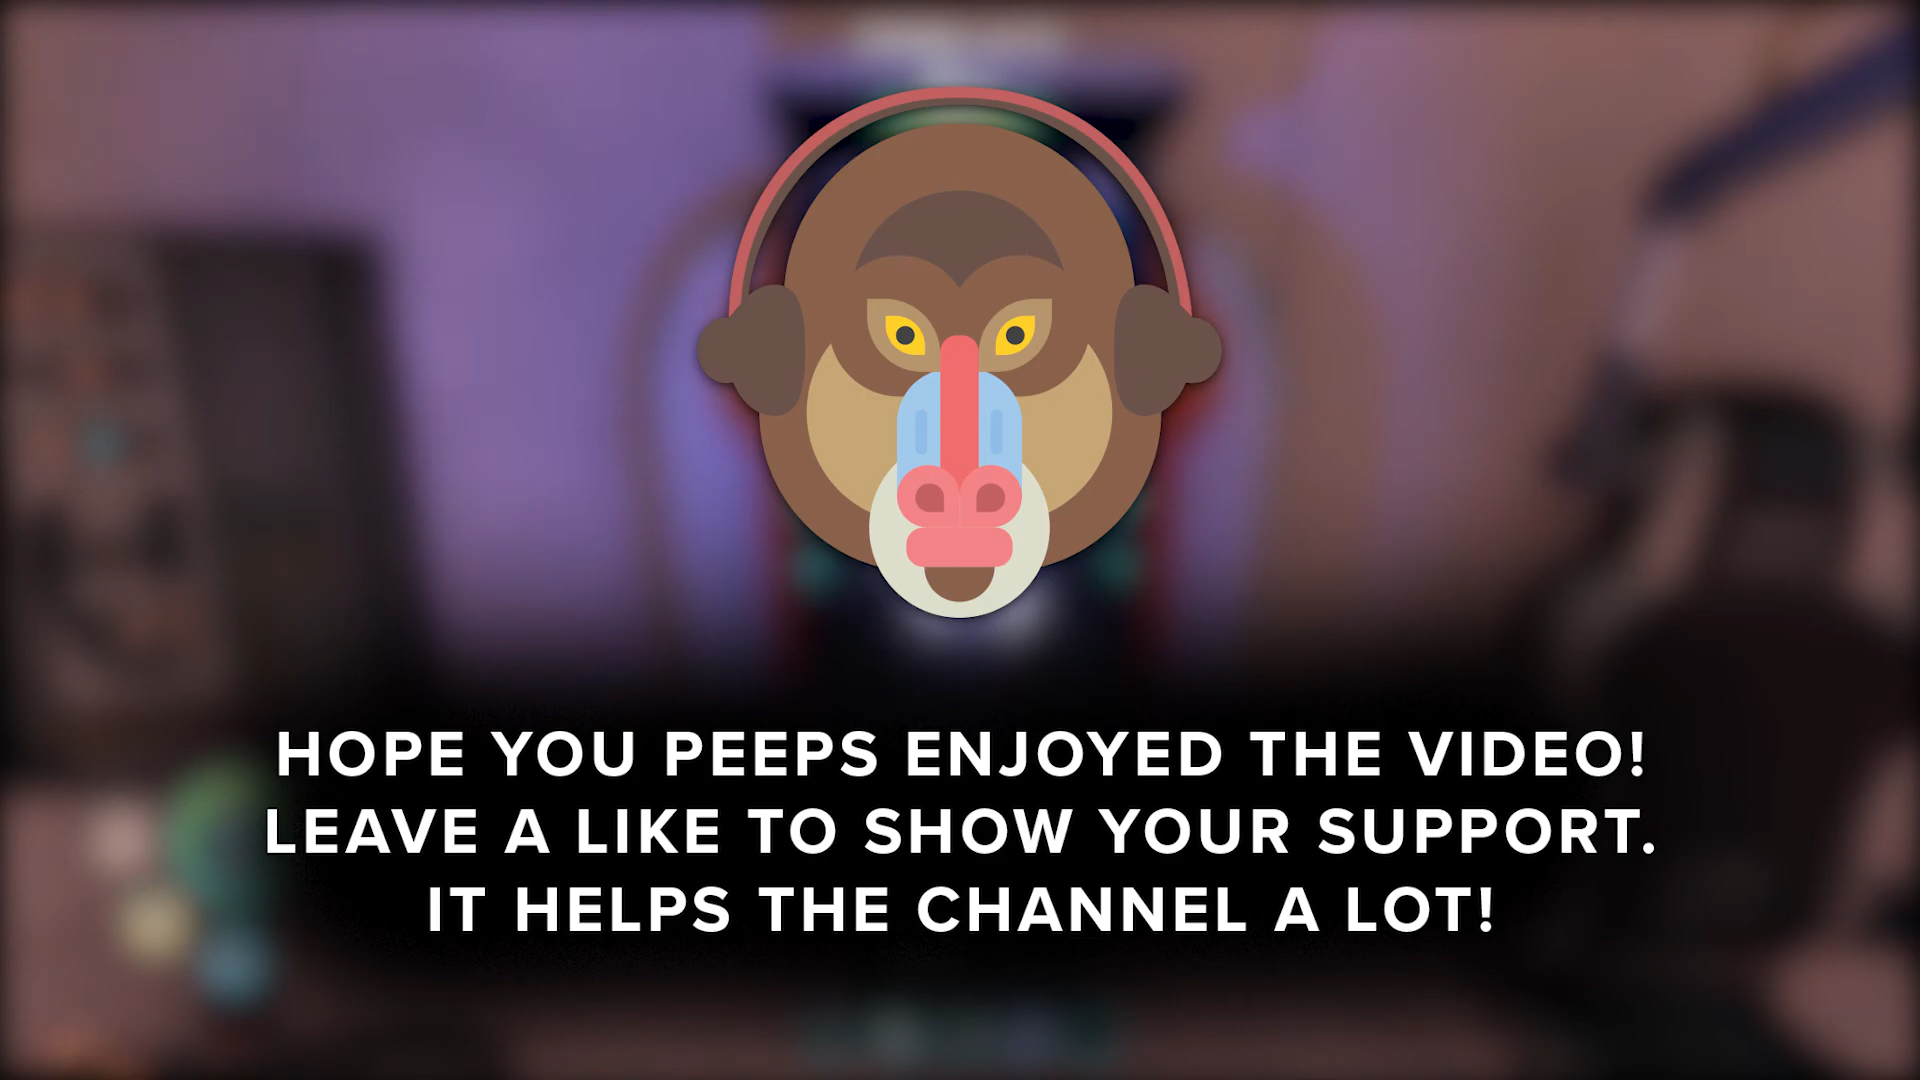 HOPE YOU PEEPS ENJOYED THE VIDEO!
LEAVE A LIKE TO SHOW YOUR SUPPORT.
IT HELPS THE CHANNEL A LOT!